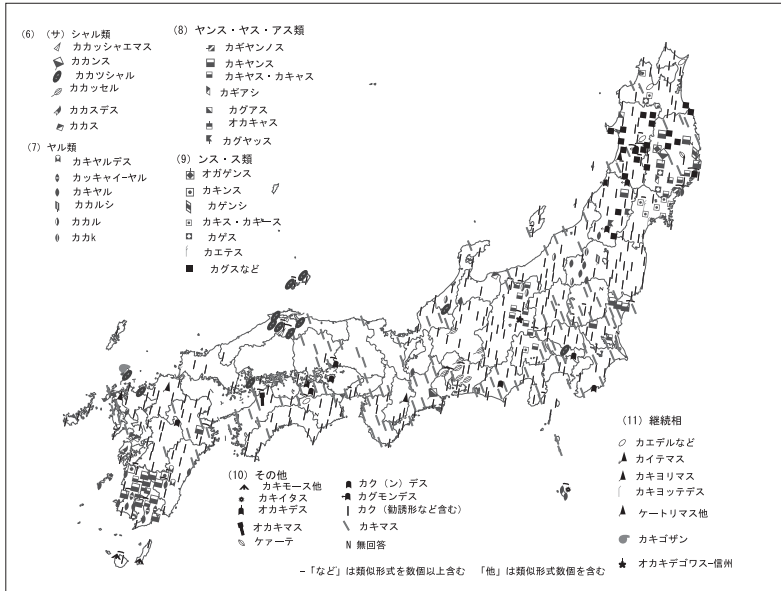 (6) (サ) シャル類
カカッシャエマス
カカンス
カカツシャル
カカッセル
カカスデス
カカス
(7) ヤル類
カキヤルデス
カッキャイーヤル
カキヤル
カカルシ
カカル
カカk
(8) ヤンス・ヤス・アス類
カギヤンノス
カキヤンス
カキヤス・カキャス
カギアシ
カグアス
オカキャス
カグヤッス
(9) ンス・ス類
オガゲンス
カキンス
カゲンシ
カキス・カキース
カゲス
カエテス
カグスなど
(10) その他
カキモース他
カキイタス
オカキデス
オカキマス
ケァーテ
カク(ン)デス
カグモンデス
カク(勧誘形など含む)
カキマス
N 無回答
(11) 継続相
カエデルなど
カイテマス
カキヨリマス
カキヨッテデス
ケートリマス他
カキゴザン
オカキデゴワス-信州
-「など」は類似形式を数個以上含む 「他」は類似形式数個を含む